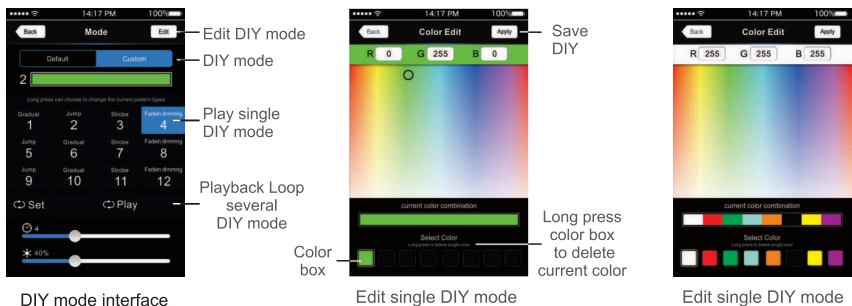 14:17 PM 100%
Back Mode Edit
Default Custom
2
Long press can choose to change the current pattern types
Gradual Jump Strobe Fadein dimming
1 2 3 4
Jump Gradual Strobe Fadein dimming
5 6 7 8
Jump Gradual Strobe Fadein dimming
9 10 11 12
Set Play
4
40%
Edit DIY mode
DIY mode
Play single
DIY mode
Playback Loop
several
DIY mode
DIY mode interface
14:17 PM 100%
Back Color Edit Apply
R 0 G 255 B 0
current color combination
Select Color
Long press to delete single color
Save
DIY
Color
box
Long press
color box
to delete
current color
Edit single DIY mode
14:17 PM 100%
Back Color Edit Apply
R 255 G 255 B 255
current color combination
Select Color
Long press to delete single color
Edit single DIY mode